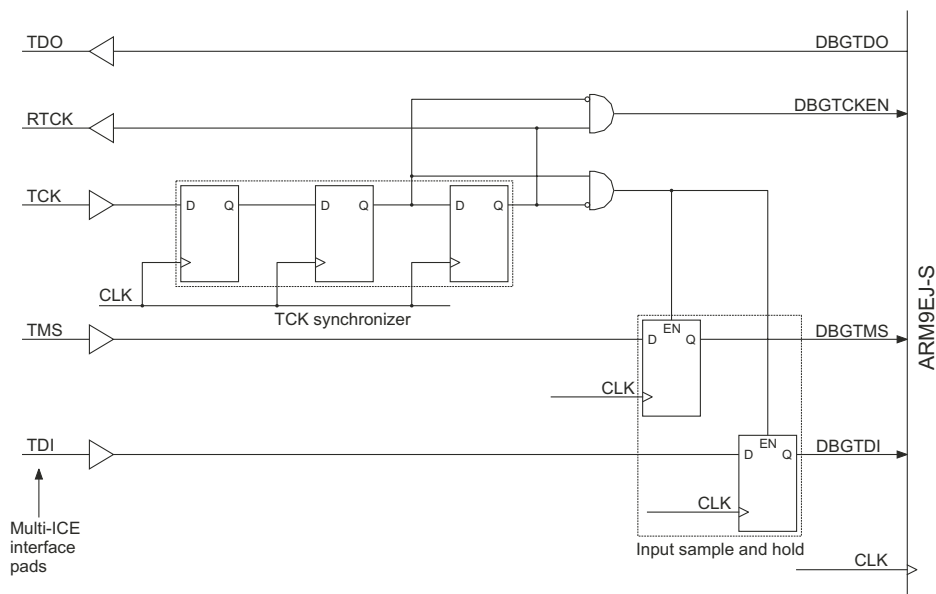 TDO
DBGTDO
RTCK
DBGTCKEN
TCK
D Q
D Q
D Q
CLK
TCK synchronizer
TMS
EN
D Q
DBGTMS
CLK
TDI
EN
D Q
DBGTDI
CLK
Multi-ICE
interface
pads
Input sample and hold
CLK
ARM9EJ-S